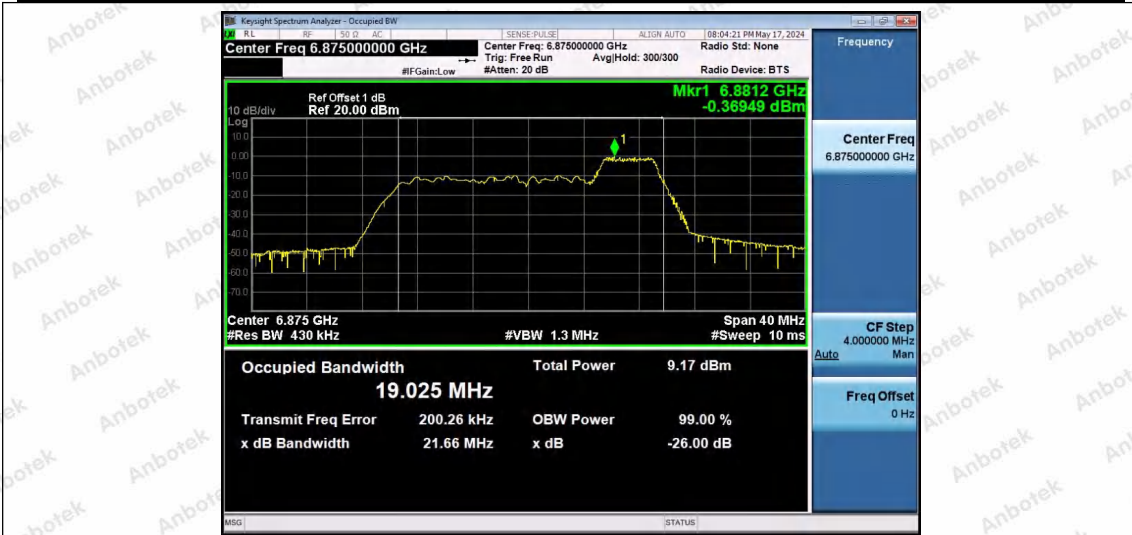 Keysight Spectrum Analyzer - Occupied BW
RL RF 50 Ω AC SENSE:PULSE ALIGN AUTO 08:04:21 PM May 17, 2024
Center Freq 6.875000000 GHz
Center Freq: 6.875000000 GHz
Radio Std: None
Trig: Free Run Avg|Hold: 300/300
#IFGain:Low #Atten: 20 dB Radio Device: BTS
Frequency
Ref Offset 1 dB
10 dB/div Ref 20.00 dBm
Mkr1 6.8812 GHz
-0.36949 dBm
Log
10.0
0.00
-10.0
-20.0
-30.0
-40.0
-50.0
-60.0
-70.0
1
Center 6.875 GHz Span 40 MHz
#Res BW 430 kHz #VBW 1.3 MHz #Sweep 10 ms
Occupied Bandwidth Total Power 9.17 dBm
19.025 MHz
Transmit Freq Error 200.26 kHz OBW Power 99.00 %
x dB Bandwidth 21.66 MHz x dB -26.00 dB
Center Freq
6.875000000 GHz
CF Step
4.000000 MHz
Auto Man
Freq Offset
0 Hz
MSG STATUS
Anbotek